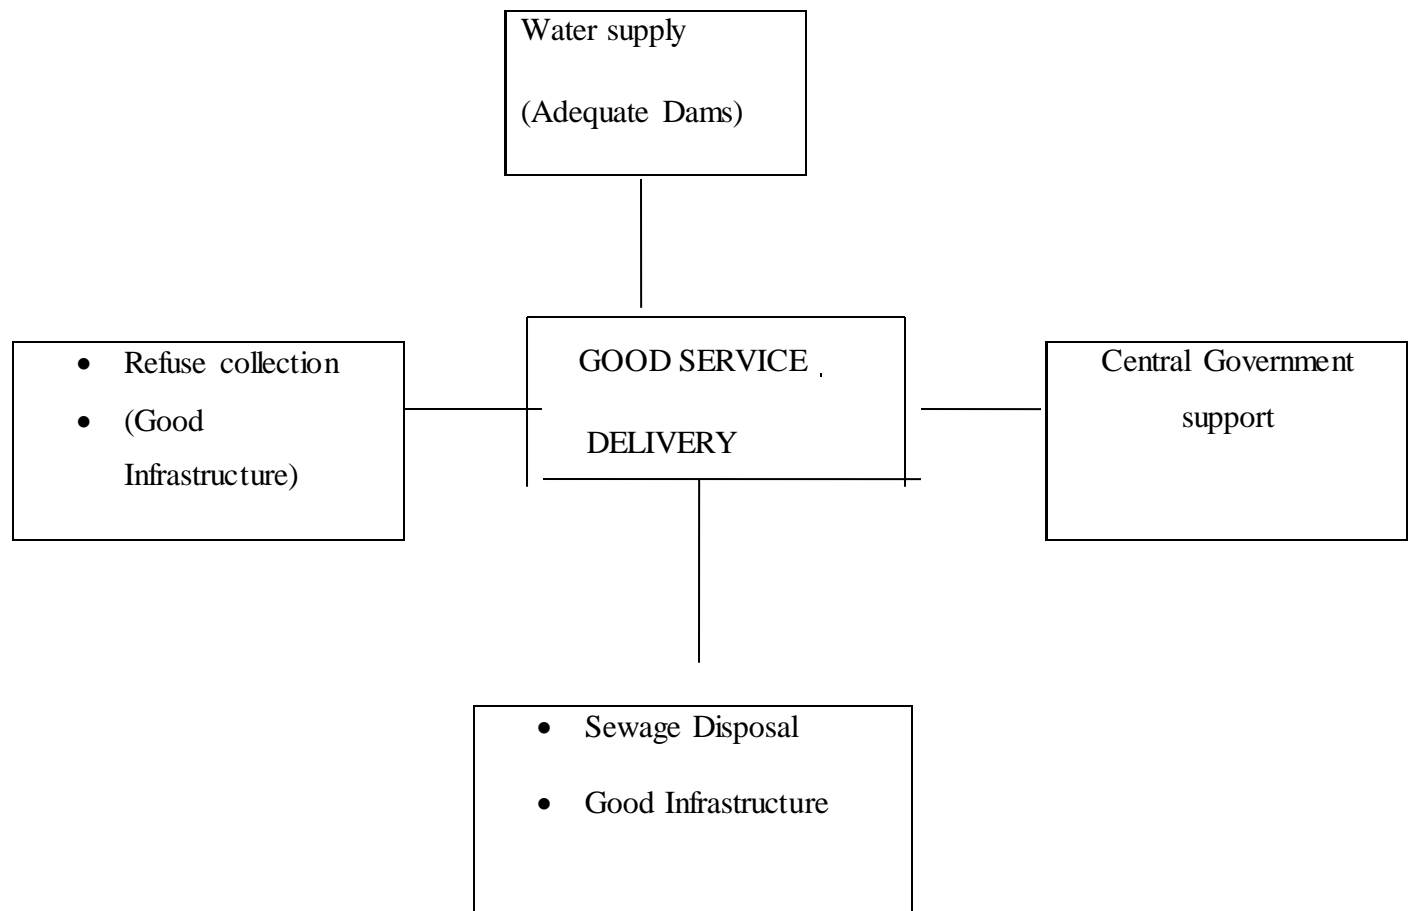 Water supply
(Adequate Dams)
• Refuse collection
• (Good
Infrastructure)
GOOD SERVICE
DELIVERY
Central Government
support
• Sewage Disposal
• Good Infrastructure